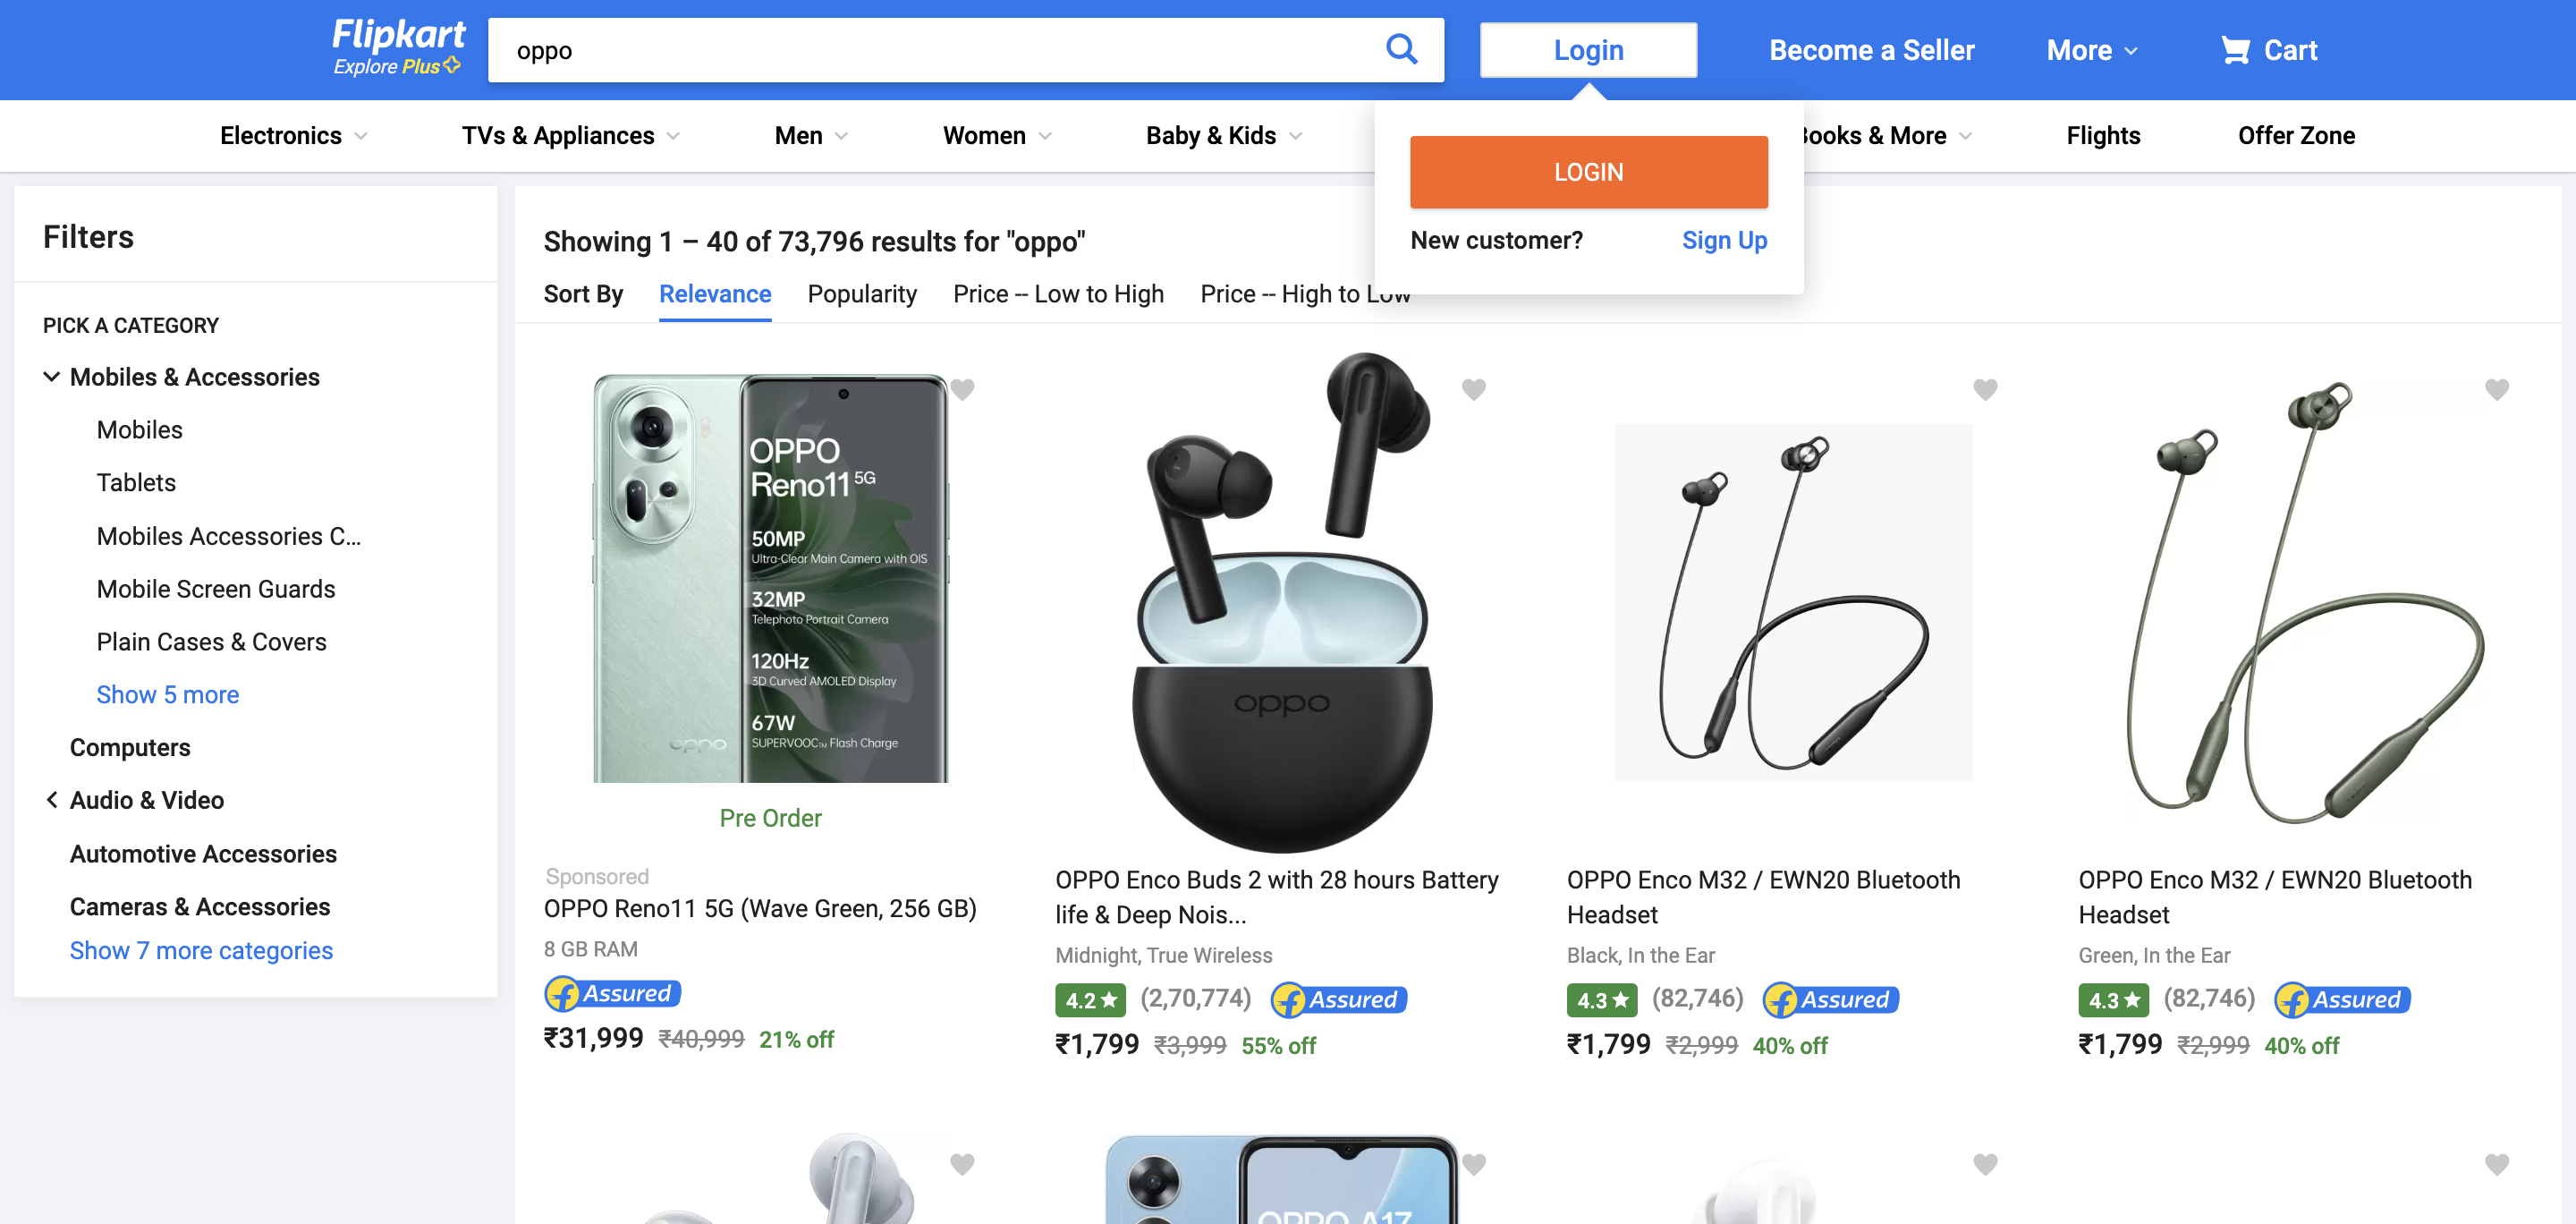 Flipkart
Explore Plus
oppo
Login
Become a Seller
More
Cart
Electronics
TVs & Appliances
Men
Women
Baby & Kids
Books & More
Flights
Offer Zone
LOGIN
New customer?
Sign Up
Filters
PICK A CATEGORY
Mobiles & Accessories
Mobiles
Tablets
Mobiles Accessories C...
Mobile Screen Guards
Plain Cases & Covers
Show 5 more
Computers
Audio & Video
Automotive Accessories
Cameras & Accessories
Show 7 more categories
Showing 1 – 40 of 73,796 results for "oppo"
Sort By
Relevance
Popularity
Price -- Low to High
Price -- High to Low
OPPO
Reno11 5G
50MP
Ultra-Clear Main Camera with OIS
32MP
Telephoto Portrait Camera
120Hz
3D Curved AMOLED Display
67W
SUPERVOOC™ Flash Charge
oppo
Pre Order
Sponsored
OPPO Reno11 5G (Wave Green, 256 GB)
8 GB RAM
Assured
₹31,999 ₹40,999 21% off
oppo
OPPO Enco Buds 2 with 28 hours Battery
life & Deep Nois...
Midnight, True Wireless
4.2★ (2,70,774) Assured
₹1,799 ₹3,999 55% off
OPPO Enco M32 / EWN20 Bluetooth
Headset
Black, In the Ear
4.3★ (82,746) Assured
₹1,799 ₹2,999 40% off
OPPO Enco M32 / EWN20 Bluetooth
Headset
Green, In the Ear
4.3★ (82,746) Assured
₹1,799 ₹2,999 40% off
OPPO A17